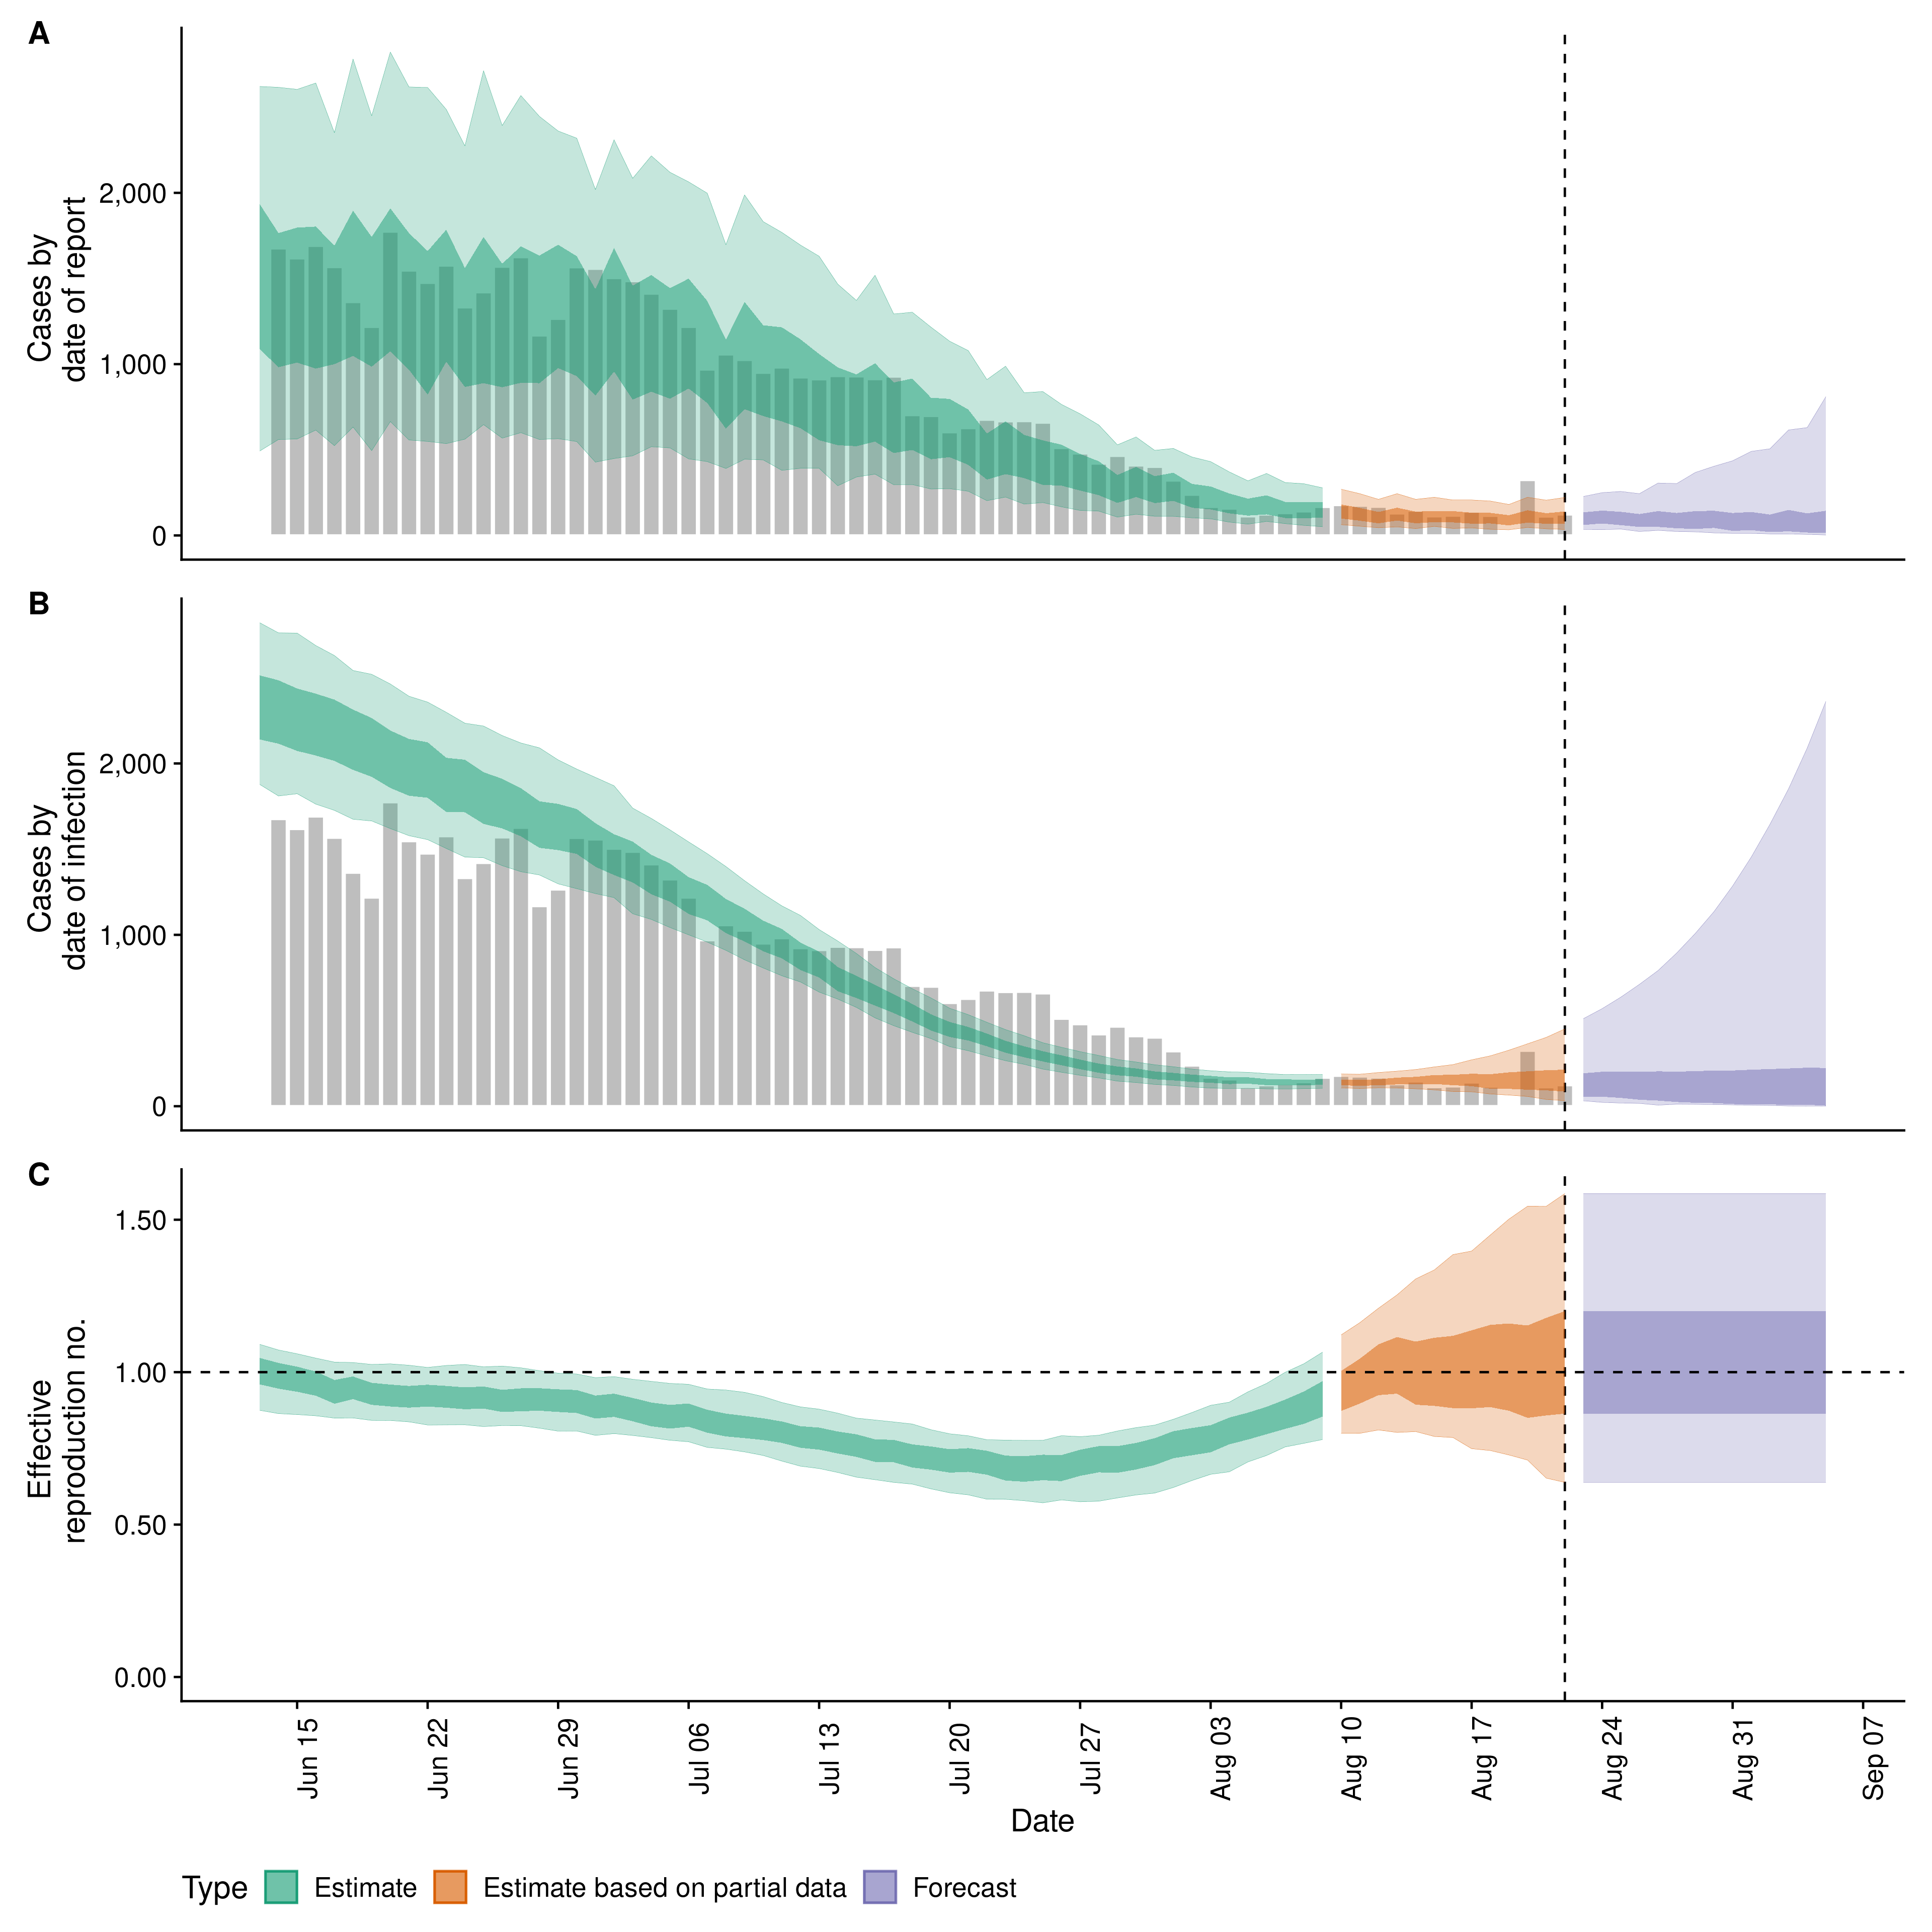 A
Cases by
date of report
2,000
1,000
0
B
Cases by
date of infection
2,000
1,000
0
C
Effective
reproduction no.
1.50
1.00
0.50
0.00
Jun 15
Jun 22
Jun 29
Jul 06
Jul 13
Jul 20
Jul 27
Aug 03
Aug 10
Aug 17
Aug 24
Aug 31
Sep 07
Date
Type Estimate Estimate based on partial data Forecast